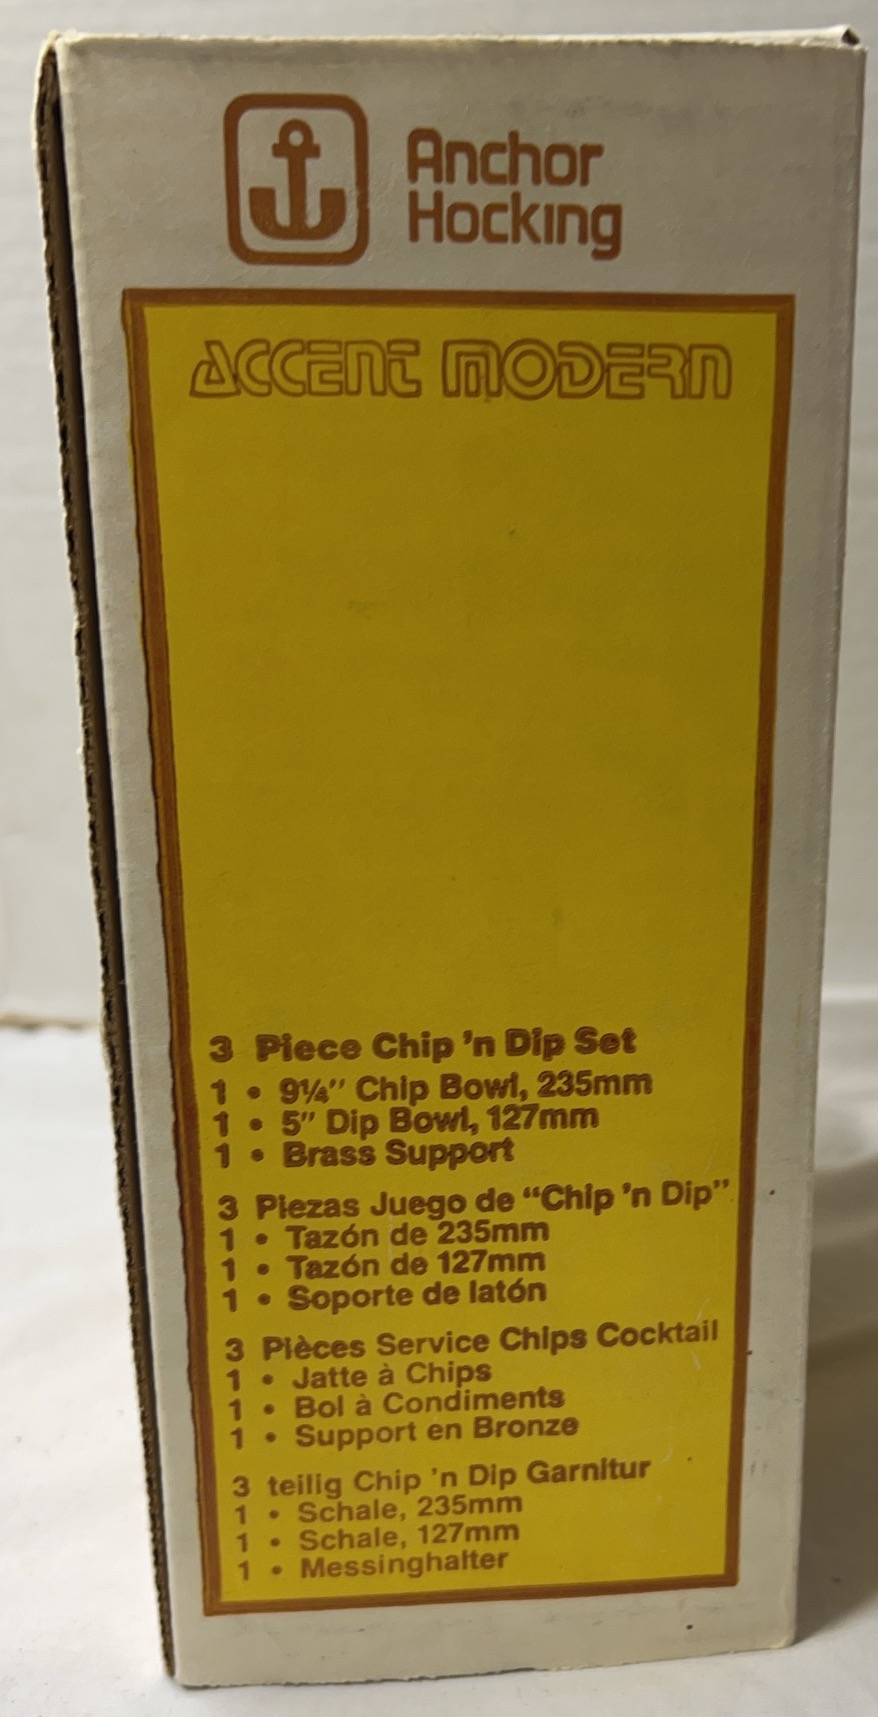 Anchor
Hocking
ACCENT MODERN
3 Piece Chip 'n Dip Set
1 • 9¼" Chip Bowl, 235mm
1 • 5" Dip Bowl, 127mm
1 • Brass Support
3 Piezas Juego de “Chip 'n Dip”
1 • Tazón de 235mm
1 • Tazón de 127mm
1 • Soporte de latón
3 Pièces Service Chips Cocktail
1 • Jatte à Chips
1 • Bol à Condiments
1 • Support en Bronze
3 teilig Chip 'n Dip Garnitur
1 • Schale, 235mm
1 • Schale, 127mm
1 • Messinghalter